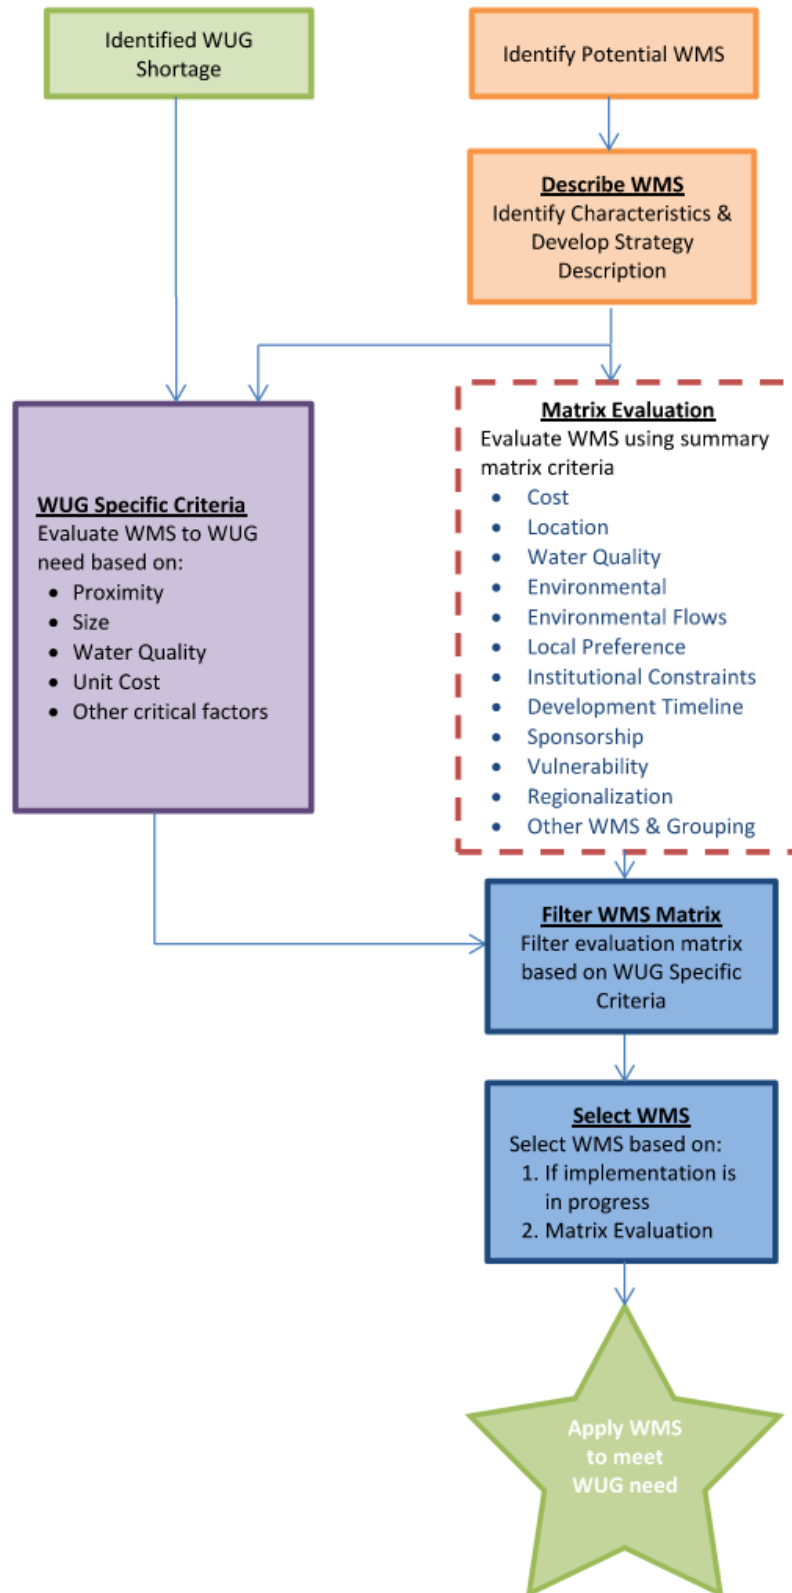 Identified WUG
Shortage
Identify Potential WMS
Describe WMS
Identify Characteristics &
Develop Strategy
Description
WUG Specific Criteria
Evaluate WMS to WUG
need based on:
• Proximity
• Size
• Water Quality
• Unit Cost
• Other critical factors
Matrix Evaluation
Evaluate WMS using summary
matrix criteria
• Cost
• Location
• Water Quality
• Environmental
• Environmental Flows
• Local Preference
• Institutional Constraints
• Development Timeline
• Sponsorship
• Vulnerability
• Regionalization
• Other WMS & Grouping
Filter WMS Matrix
Filter evaluation matrix
based on WUG Specific
Criteria
Select WMS
Select WMS based on:
1. If implementation is
in progress
2. Matrix Evaluation
Apply WMS
to meet
WUG need